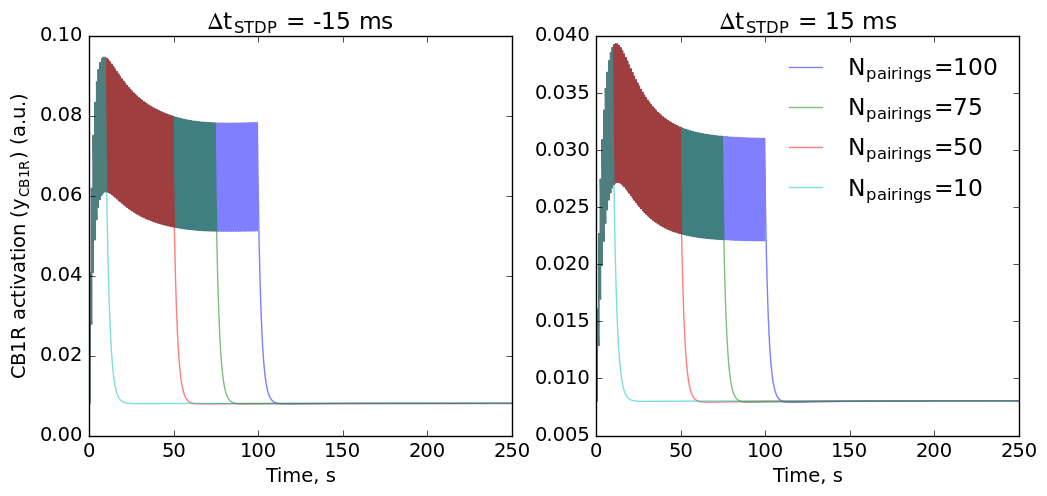 Δt_STDP = -15 ms
CB1R activation (y_CB1R) (a.u.)
0.10
0.08
0.06
0.04
0.02
0.00
0 50 100 150 200 250
Time, s
Δt_STDP = 15 ms
0.040
0.035
0.030
0.025
0.020
0.015
0.010
0.005
N_pairings=100
N_pairings=75
N_pairings=50
N_pairings=10
0 50 100 150 200 250
Time, s